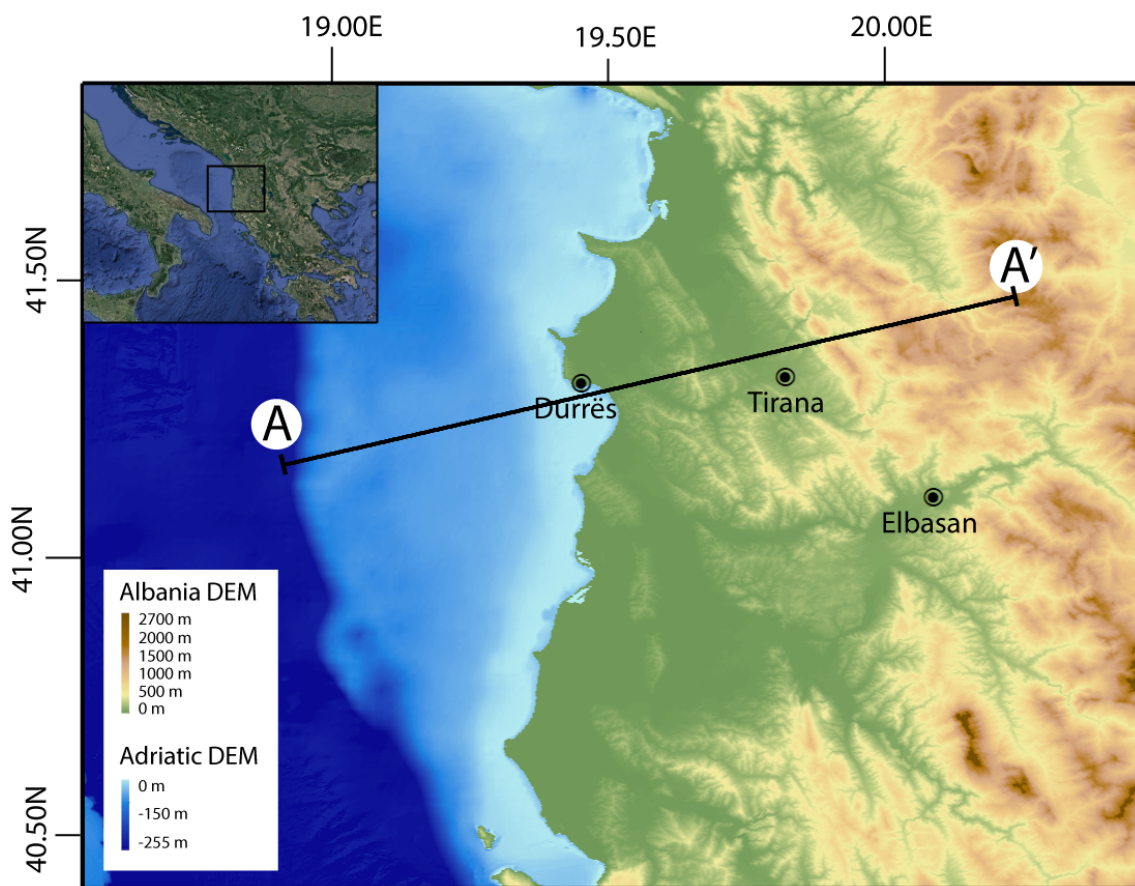 19.00E
19.50E
20.00E
41.50N
41.00N
40.50N
A
A′
Durrës
Tirana
Elbasan
Albania DEM
2700 m
2000 m
1500 m
1000 m
500 m
0 m
Adriatic DEM
0 m
-150 m
-255 m